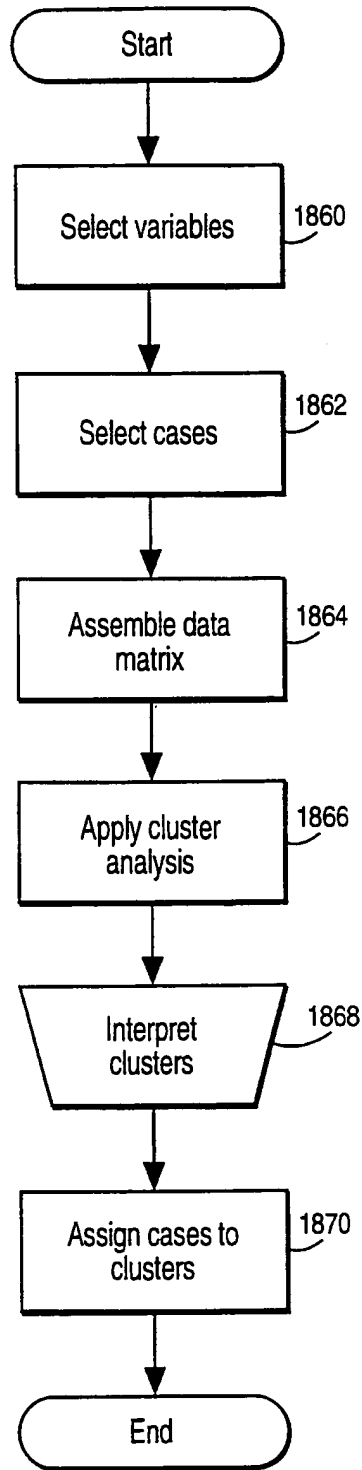 Start
Select variables
1860
Select cases
1862
Assemble data
matrix
1864
Apply cluster
analysis
1866
Interpret
clusters
1868
Assign cases to
clusters
1870
End